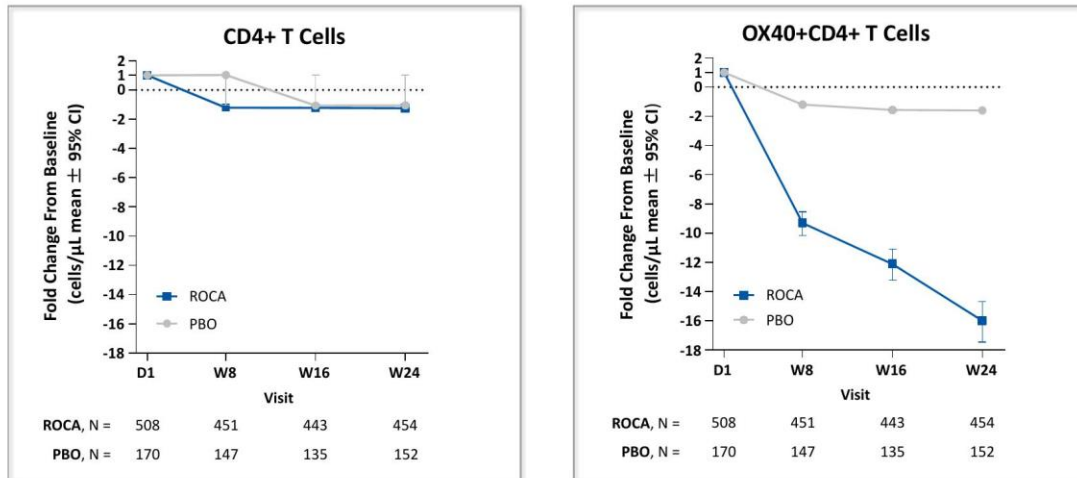 CD4+ T Cells
Fold Change From Baseline
(cells/µL mean ± 95% CI)
2
1
0
-2
-4
-6
-8
-10
-12
-14
-16
-18
ROCA
PBO
D1 W8 W16 W24
Visit
ROCA, N = 508 451 443 454
PBO, N = 170 147 135 152
OX40+CD4+ T Cells
Fold Change From Baseline
(cells/µL mean ± 95% CI)
2
1
0
-2
-4
-6
-8
-10
-12
-14
-16
-18
ROCA
PBO
D1 W8 W16 W24
Visit
ROCA, N = 508 451 443 454
PBO, N = 170 147 135 152